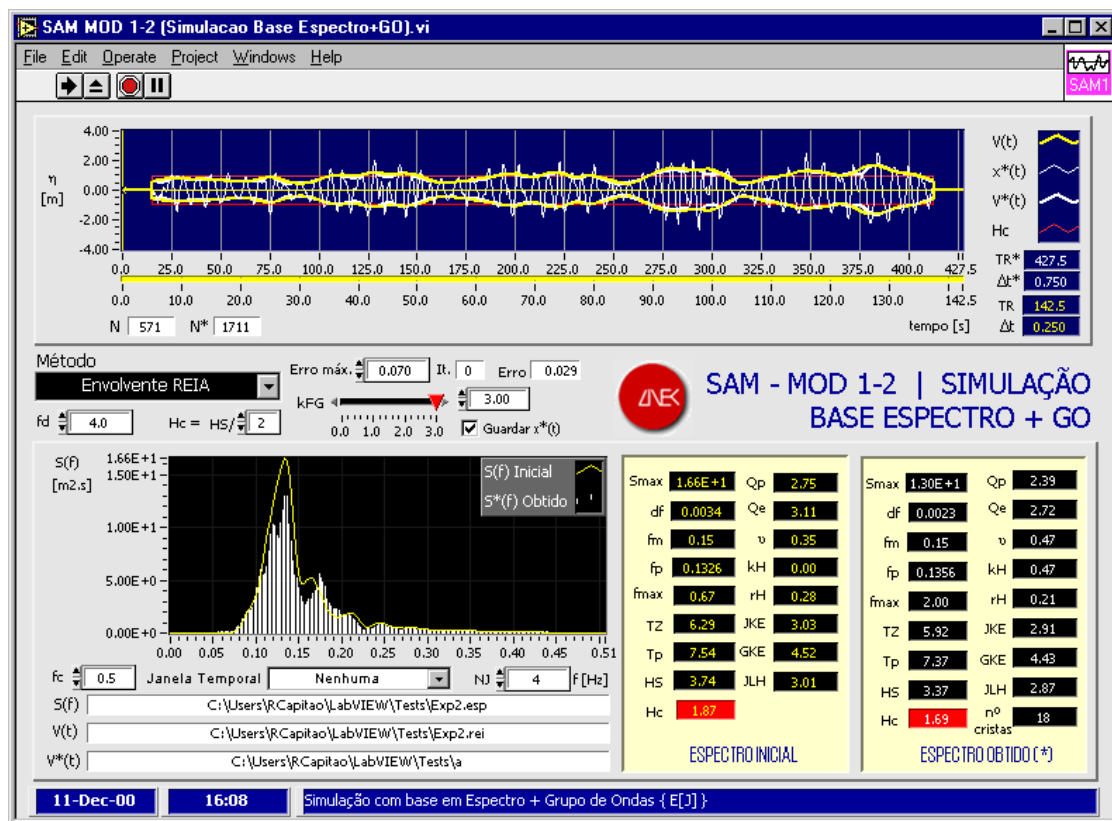 SAM MOD 1-2 (Simulacao Base Espectro+GO).vi
File Edit Operate Project Windows Help
SAM1
η
[m]
4.00
2.00
0.00
-2.00
-4.00
0.0 25.0 50.0 75.0 100.0 125.0 150.0 175.0 200.0 225.0 250.0 275.0 300.0 325.0 350.0 375.0 400.0 427.5
0.0 10.0 20.0 30.0 40.0 50.0 60.0 70.0 80.0 90.0 100.0 110.0 120.0 130.0 142.5
N 571 N* 1711
tempo [s]
V(t)
x*(t)
V*(t)
Hc
TR* 427.5
Δt* 0.750
TR 142.5
Δt 0.250
Método
Envolvente REIA
fd 4.0 Hc = HS/ 2
Erro máx. 0.070 It. 0 Erro 0.029
kFG 3.00
0.0 1.0 2.0 3.0 Guardar x*(t)
LNEC
SAM - MOD 1-2 | SIMULAÇÃO
BASE ESPECTRO + GO
S(f)
[m2.s]
1.66E+1
1.50E+1
1.00E+1
5.00E+0
0.00E+0
0.00 0.05 0.10 0.15 0.20 0.25 0.30 0.35 0.40 0.45 0.51
S(f) Inicial
S*(f) Obtido
fc 0.5 Janela Temporal Nenhuma NJ 4 f [Hz]
S(f) C:\Users\RCapitao\LabVIEW\Tests\Exp2.esp
V(t) C:\Users\RCapitao\LabVIEW\Tests\Exp2.rei
V*(t) C:\Users\RCapitao\LabVIEW\Tests\a
Smax 1.66E+1 Qp 2.75
df 0.0034 Qe 3.11
fm 0.15 υ 0.35
fp 0.1326 kH 0.00
fmax 0.67 rH 0.28
TZ 6.29 JKE 3.03
Tp 7.54 GKE 4.52
HS 3.74 JLH 3.01
Hc 1.87
ESPECTRO INICIAL
Smax 1.30E+1 Qp 2.39
df 0.0023 Qe 2.72
fm 0.15 υ 0.47
fp 0.1356 kH 0.47
fmax 2.00 rH 0.21
TZ 5.92 JKE 2.91
Tp 7.37 GKE 4.43
HS 3.37 JLH 2.87
Hc 1.69 nº cristas 18
ESPECTRO OBTIDO (*)
11-Dec-00 16:08 Simulação com base em Espectro + Grupo de Ondas { E[J] }